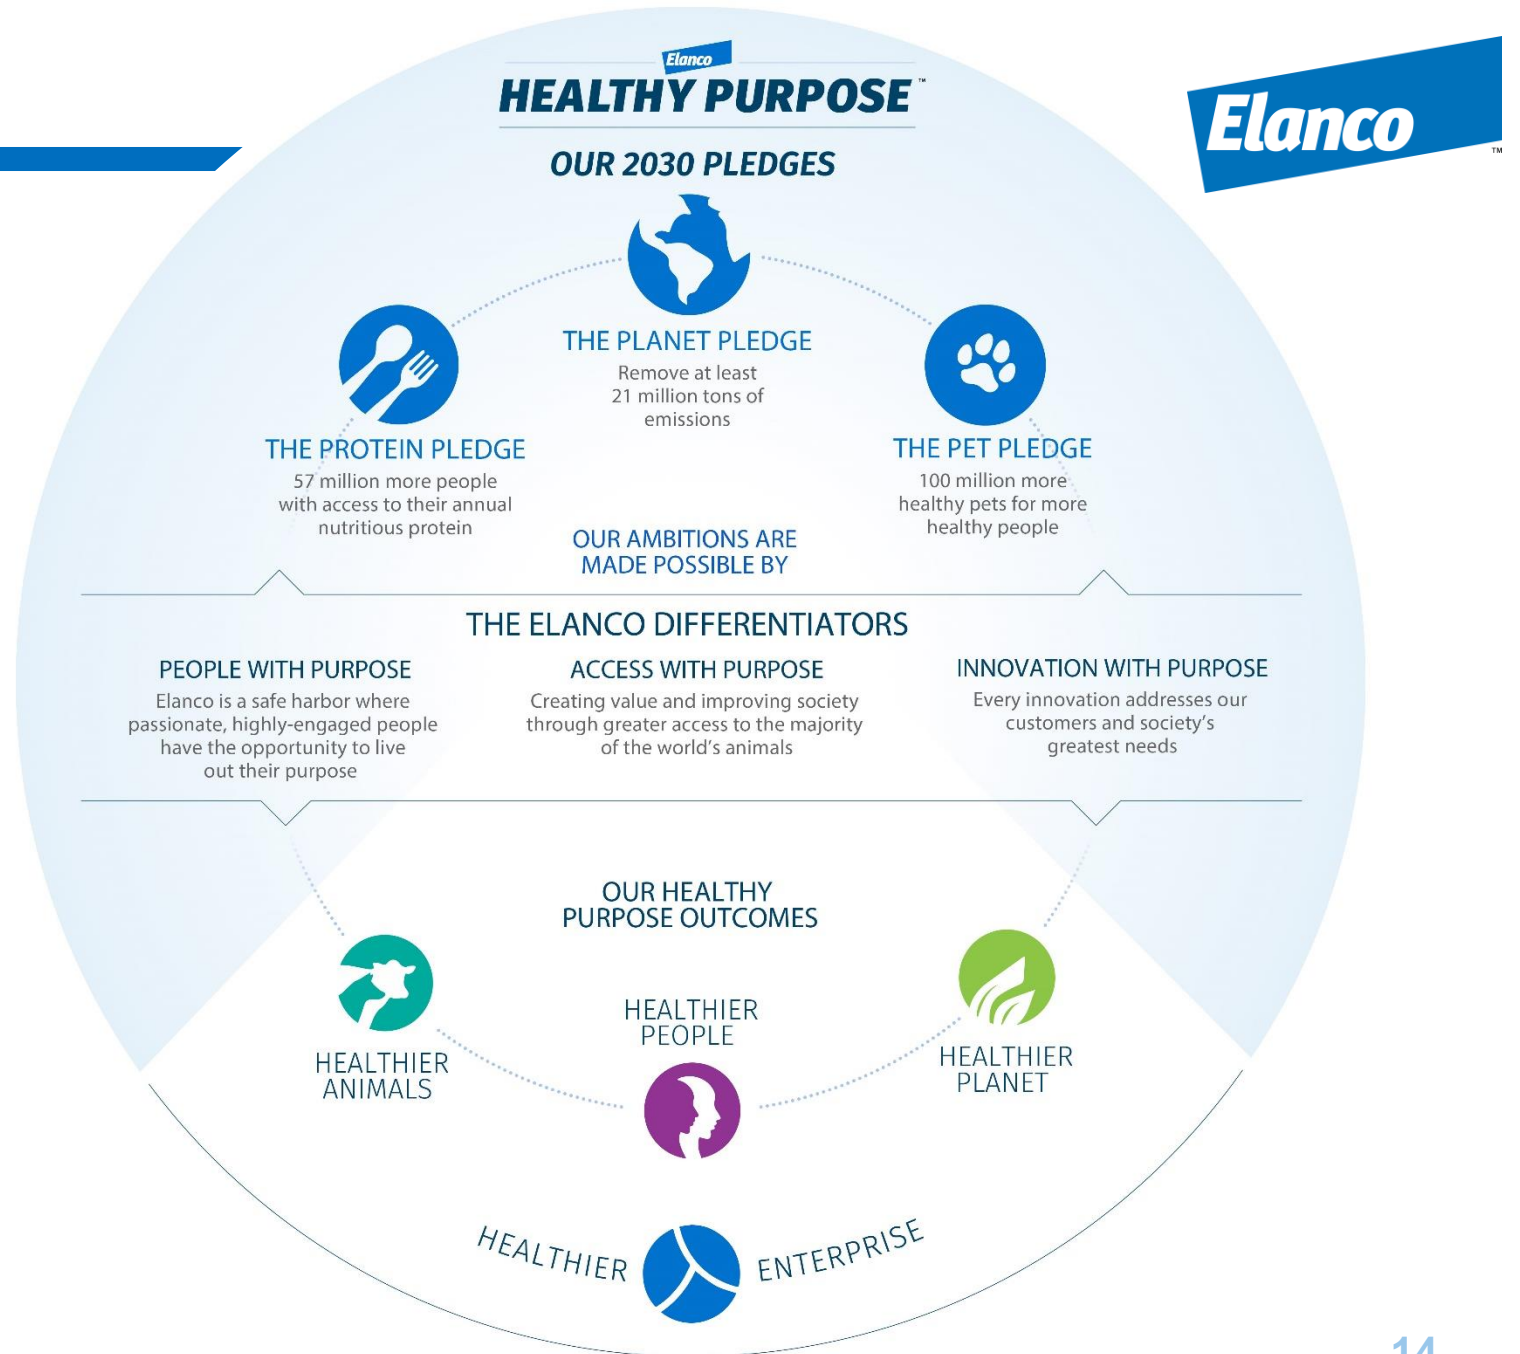 Elanco
HEALTHY PURPOSE™
Elanco™
OUR 2030 PLEDGES
THE PLANET PLEDGE
Remove at least
21 million tons of
emissions
THE PROTEIN PLEDGE
57 million more people
with access to their annual
nutritious protein
THE PET PLEDGE
100 million more
healthy pets for more
healthy people
OUR AMBITIONS ARE
MADE POSSIBLE BY
THE ELANCO DIFFERENTIATORS
PEOPLE WITH PURPOSE
Elanco is a safe harbor where
passionate, highly-engaged people
have the opportunity to live
out their purpose
ACCESS WITH PURPOSE
Creating value and improving society
through greater access to the majority
of the world's animals
INNOVATION WITH PURPOSE
Every innovation addresses our
customers and society's
greatest needs
OUR HEALTHY
PURPOSE OUTCOMES
HEALTHIER
ANIMALS
HEALTHIER
PEOPLE
HEALTHIER
PLANET
HEALTHIER ENTERPRISE
14